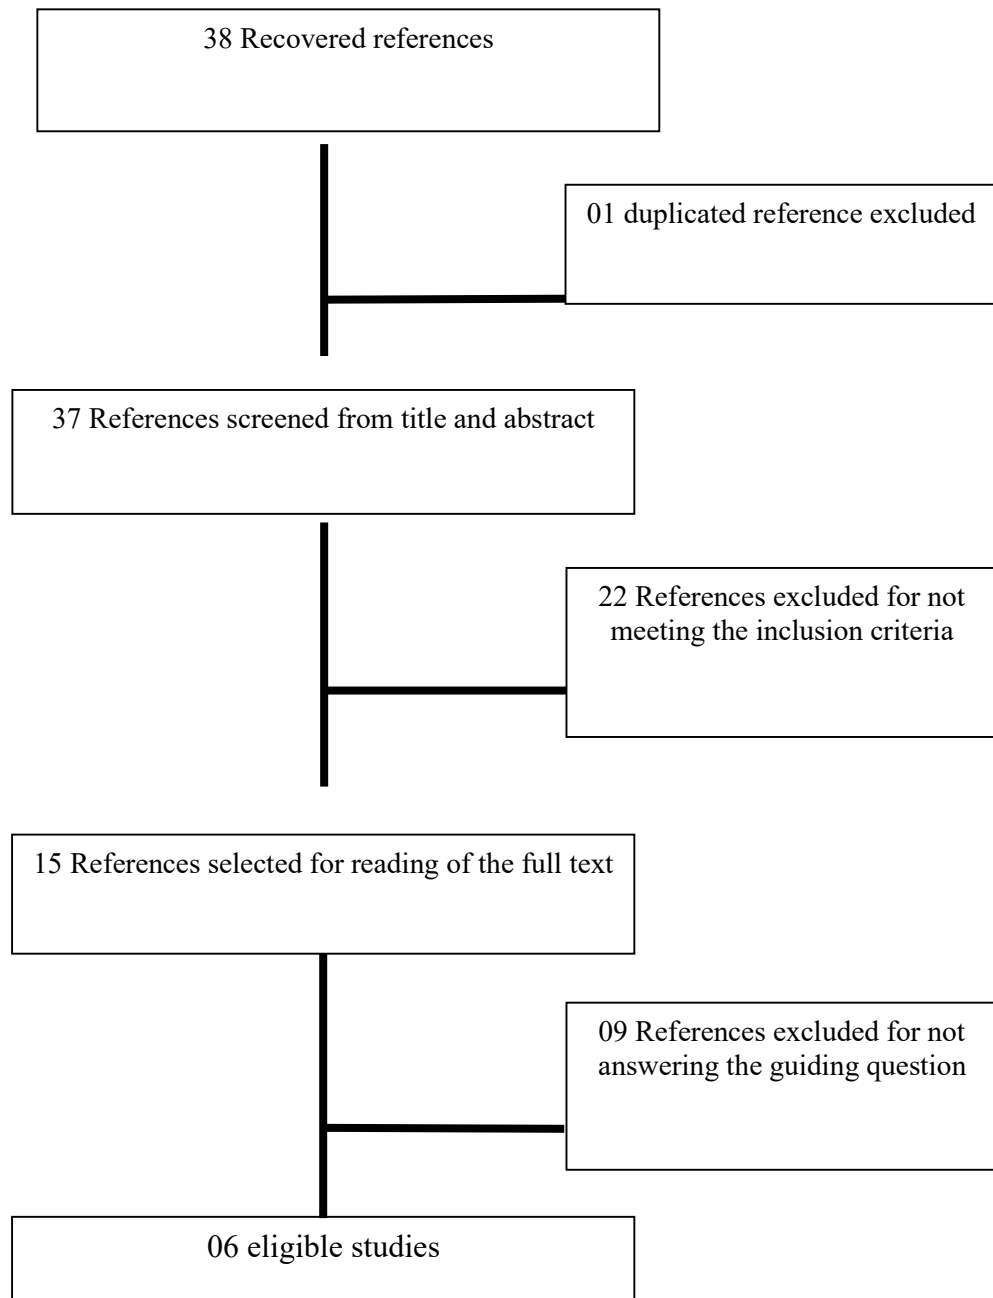 38 Recovered references
01 duplicated reference excluded
37 References screened from title and abstract
22 References excluded for not
meeting the inclusion criteria
15 References selected for reading of the full text
09 References excluded for not
answering the guiding question
06 eligible studies